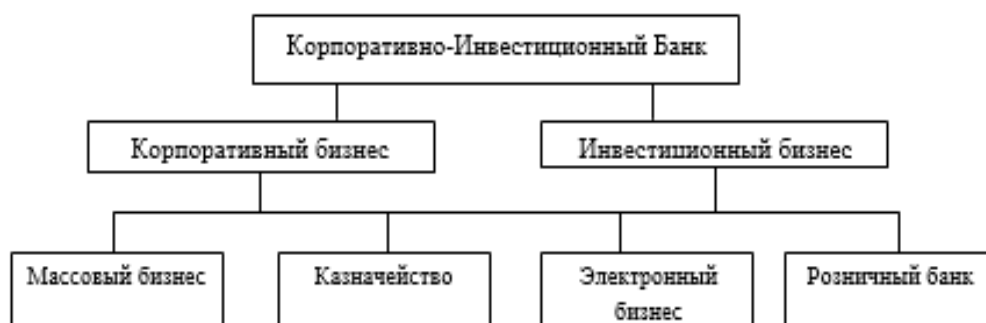 Корпоративно-Инвестиционный Банк
Корпоративный бизнес
Инвестиционный бизнес
Массовый бизнес
Казначейство
Электронный
бизнес
Розничный банк